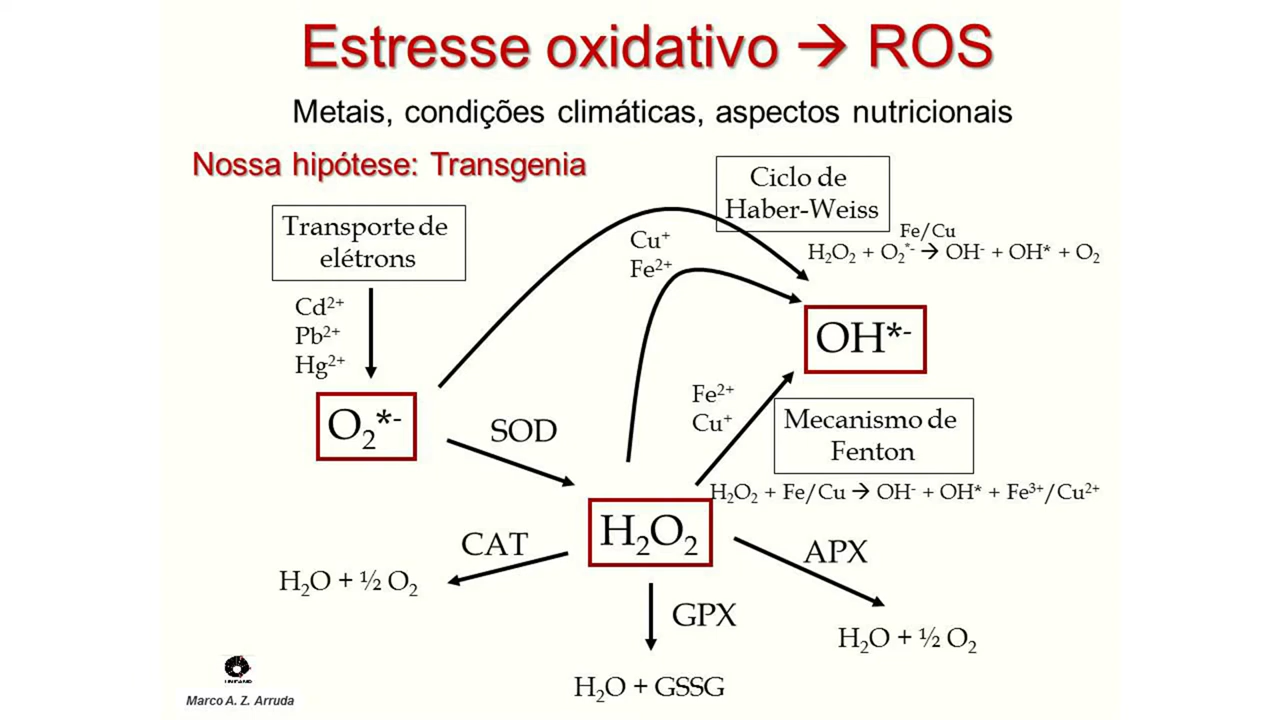 Estresse oxidativo → ROS
Metais, condições climáticas, aspectos nutricionais
Nossa hipótese: Transgenia
Ciclo de
Haber-Weiss
Fe/Cu
H₂O₂ + O₂*⁻ → OH⁻ + OH* + O₂
Transporte de
elétrons
Cu⁺
Fe²⁺
Cd²⁺
Pb²⁺
Hg²⁺
OH*⁻
O₂*⁻
SOD
Fe²⁺
Cu⁺
Mecanismo de
Fenton
H₂O₂ + Fe/Cu → OH⁻ + OH* + Fe³⁺/Cu²⁺
H₂O₂
CAT
APX
H₂O + ½ O₂
GPX
H₂O + ½ O₂
H₂O + GSSG
UNICAMP
Marco A. Z. Arruda